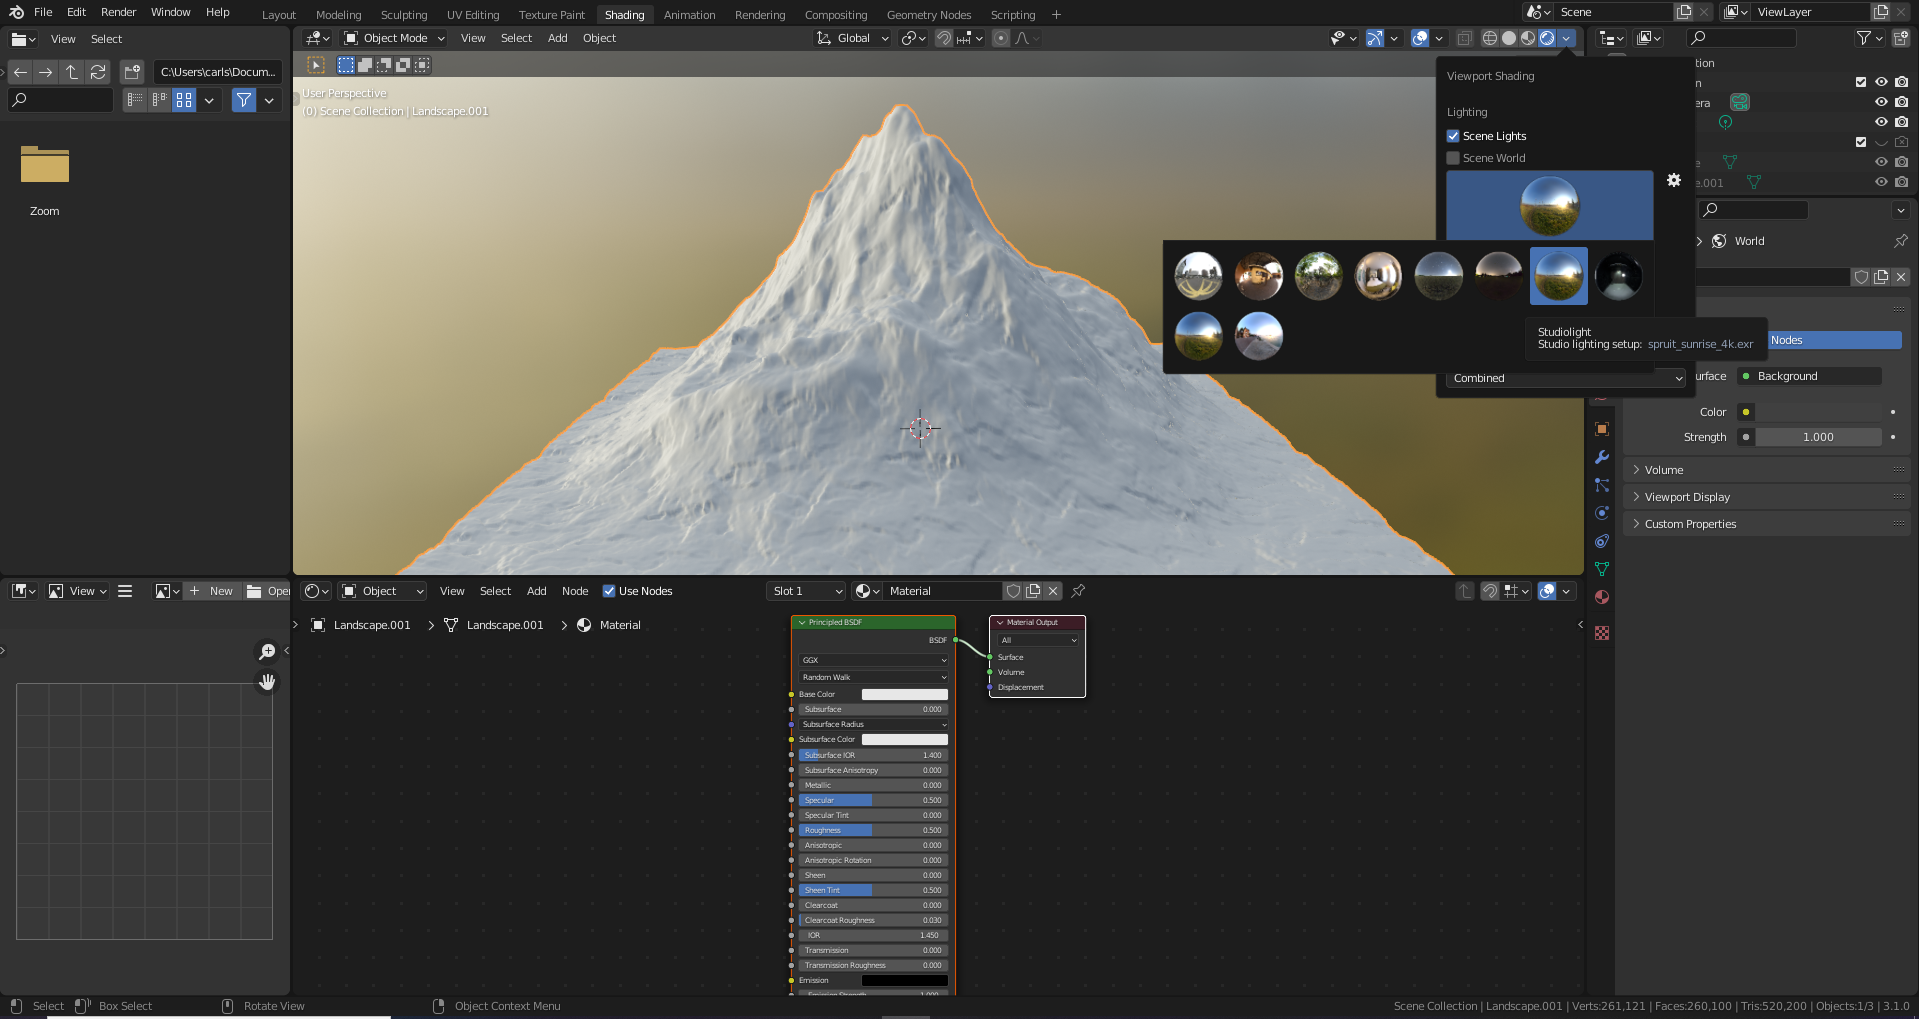 File Edit Render Window Help Layout Modeling Sculpting UV Editing Texture Paint Shading Animation Rendering Compositing Geometry Nodes Scripting + Scene ViewLayer
View Select Object Mode View Select Add Object Global
C:\Users\carls\Docum...
Zoom
User Perspective
(0) Scene Collection | Landscape.001
Viewport Shading
Lighting
Scene Lights
Scene World
Studiolight
Studio lighting setup: spruit_sunrise_4k.exr
Combined
tion
n
era
e
e.001
World
Nodes
urface Background
Color
Strength 1.000
Volume
Viewport Display
Custom Properties
View New Open
Object View Select Add Node Use Nodes Slot 1 Material
Landscape.001 > Landscape.001 > Material
Principled BSDF
BSDF
GGX
Random Walk
Base Color
Subsurface 0.000
Subsurface Radius
Subsurface Color
Subsurface IOR 1.400
Subsurface Anisotropy 0.000
Metallic 0.000
Specular 0.500
Specular Tint 0.000
Roughness 0.500
Anisotropic 0.000
Anisotropic Rotation 0.000
Sheen 0.000
Sheen Tint 0.500
Clearcoat 0.000
Clearcoat Roughness 0.030
IOR 1.450
Transmission 0.000
Transmission Roughness 0.000
Emission
Emission Strength 1.000
Material Output
All
Surface
Volume
Displacement
Select Box Select Rotate View Object Context Menu Scene Collection | Landscape.001 | Verts:261,121 | Faces:260,100 | Tris:520,200 | Objects:1/3 | 3.1.0